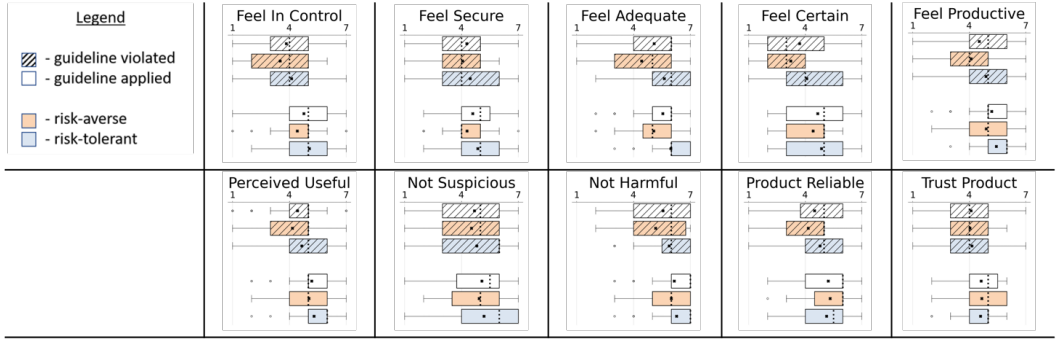 Legend
- guideline violated
- guideline applied
- risk-averse
- risk-tolerant
Feel In Control
1 4 7
Feel Secure
1 4 7
Feel Adequate
1 4 7
Feel Certain
1 4 7
Feel Productive
1 4 7
Perceived Useful
1 4 7
Not Suspicious
1 4 7
Not Harmful
1 4 7
Product Reliable
1 4 7
Trust Product
1 4 7